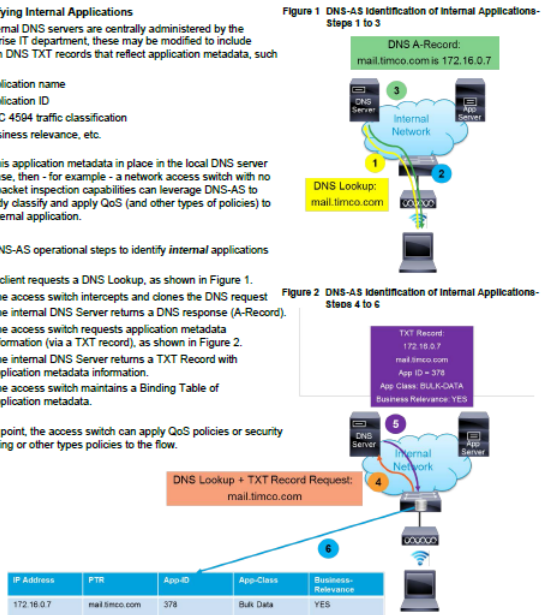 fying Internal Applications
ernal DNS servers are centrally administered by the
rise IT department, these may be modified to include
n DNS TXT records that reflect application metadata, such
plication name
plication ID
C 4594 traffic classification
siness relevance, etc.
is application metadata in place in the local DNS server
se, then - for example - a network access switch with no
packet inspection capabilities can leverage DNS-AS to
dy classify and apply QoS (and other types of policies) to
ernal application.
NS-AS operational steps to identify internal applications
client requests a DNS Lookup, as shown in Figure 1.
he access switch intercepts and clones the DNS request
he internal DNS Server returns a DNS response (A-Record).
he access switch requests application metadata
formation (via a TXT record), as shown in Figure 2.
he internal DNS Server returns a TXT Record with
pplication metadata information.
he access switch maintains a Binding Table of
pplication metadata.
point, the access switch can apply QoS policies or security
ing or other types policies to the flow.
Figure 1 DNS-AS Identification of Internal Applications-
Steps 1 to 3
DNS A-Record:
mail.timco.com is 172.16.0.7
3
DNS
Server
App
Server
Internal
Network
1
2
DNS Lookup:
mail.timco.com
Figure 2 DNS-AS Identification of Internal Applications-
Steps 4 to 6
TXT Record:
172.16.0.7
mail.timco.com
App ID = 378
App Class: BULK-DATA
Business Relevance: YES
5
DNS
Server
App
Server
Internal
Network
4
DNS Lookup + TXT Record Request:
mail.timco.com
6
IP Address PTR App-ID App-Class Business-
Relevance
172.16.0.7 mail.timco.com 378 Bulk Data YES